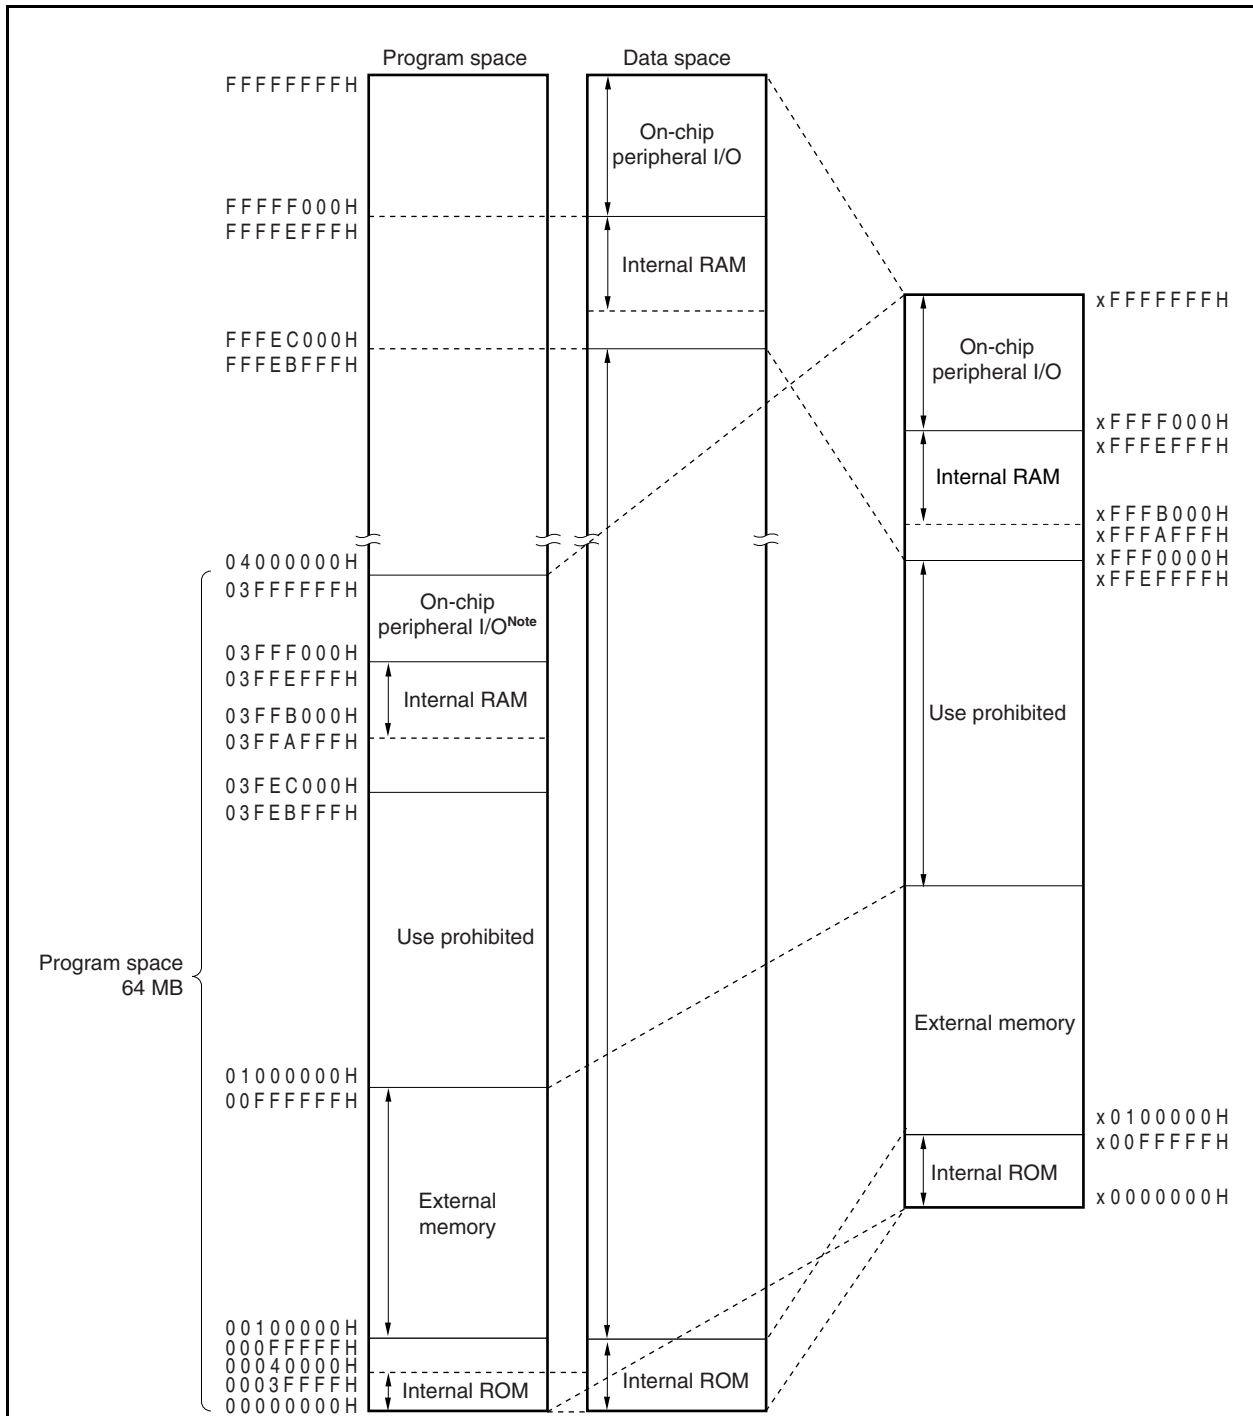 Program space
Data space
FFFFFFFFH
On-chip
peripheral I/O
FFFFF000H
FFFFEFFFH
Internal RAM
FFFEC000H
FFFEBFFFH
xFFFFFFFH
On-chip
peripheral I/O
xFFFF000H
xFFFEFFFH
Internal RAM
xFFFB000H
xFFFAFFFH
xFFF0000H
xFFEFFFFH
Use prohibited
External memory
x0100000H
x00FFFFFH
Internal ROM
x0000000H
04000000H
03FFFFFFH
On-chip
peripheral I/ONote
03FFF000H
03FFEFFFH
Internal RAM
03FFB000H
03FFAFFFH
03FEC000H
03FEBFFFH
Use prohibited
Program space
64 MB
01000000H
00FFFFFFH
External
memory
00100000H
000FFFFFH
00040000H
0003FFFFH
00000000H
Internal ROM
Internal ROM